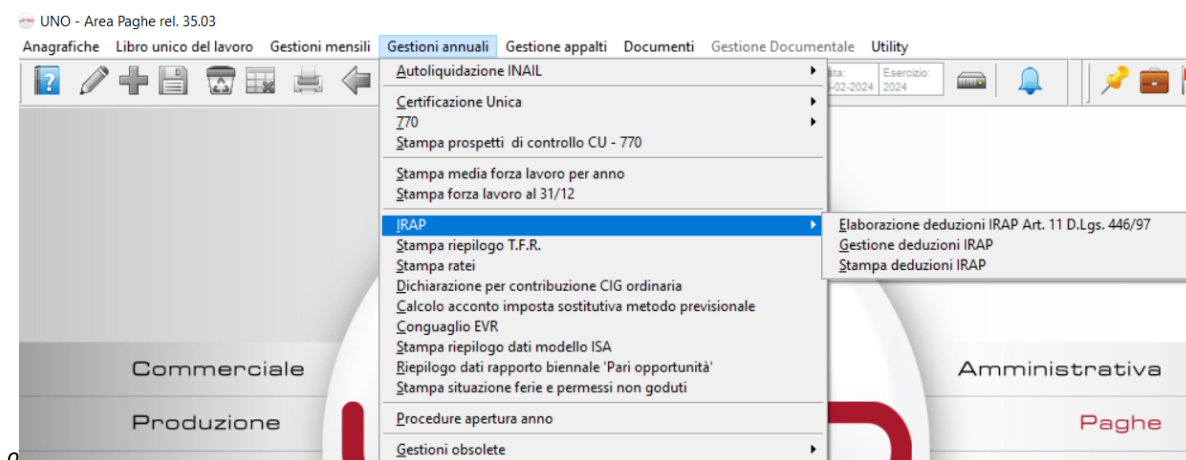 UNO - Area Paghe rel. 35.03
Anagrafiche Libro unico del lavoro Gestioni mensili Gestioni annuali Gestione appalti Documenti Gestione Documentale Utility
Autoliquidazione INAIL
Esercizio:
-02-2024 2024
Certificazione Unica
770
Stampa prospetti di controllo CU - 770
Stampa media forza lavoro per anno
Stampa forza lavoro al 31/12
IRAP
Elaborazione deduzioni IRAP Art. 11 D.Lgs. 446/97
Gestione deduzioni IRAP
Stampa deduzioni IRAP
Stampa riepilogo T.F.R.
Stampa ratei
Dichiarazione per contribuzione CIG ordinaria
Calcolo acconto imposta sostitutiva metodo previsionale
Conguaglio EVR
Stampa riepilogo dati modello ISA
Riepilogo dati rapporto biennale 'Pari opportunità'
Stampa situazione ferie e permessi non goduti
Procedure apertura anno
Gestioni obsolete
Commerciale
Amministrativa
Produzione
Paghe